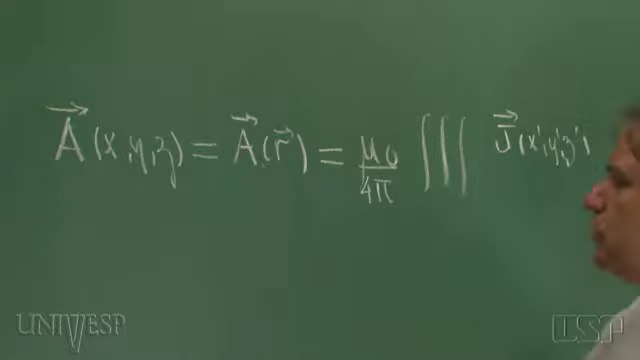 A⃗(x,y,z) = A⃗(r⃗) = μ₀/4π ∭ J⃗(x',y',z')
UNIVESP USP